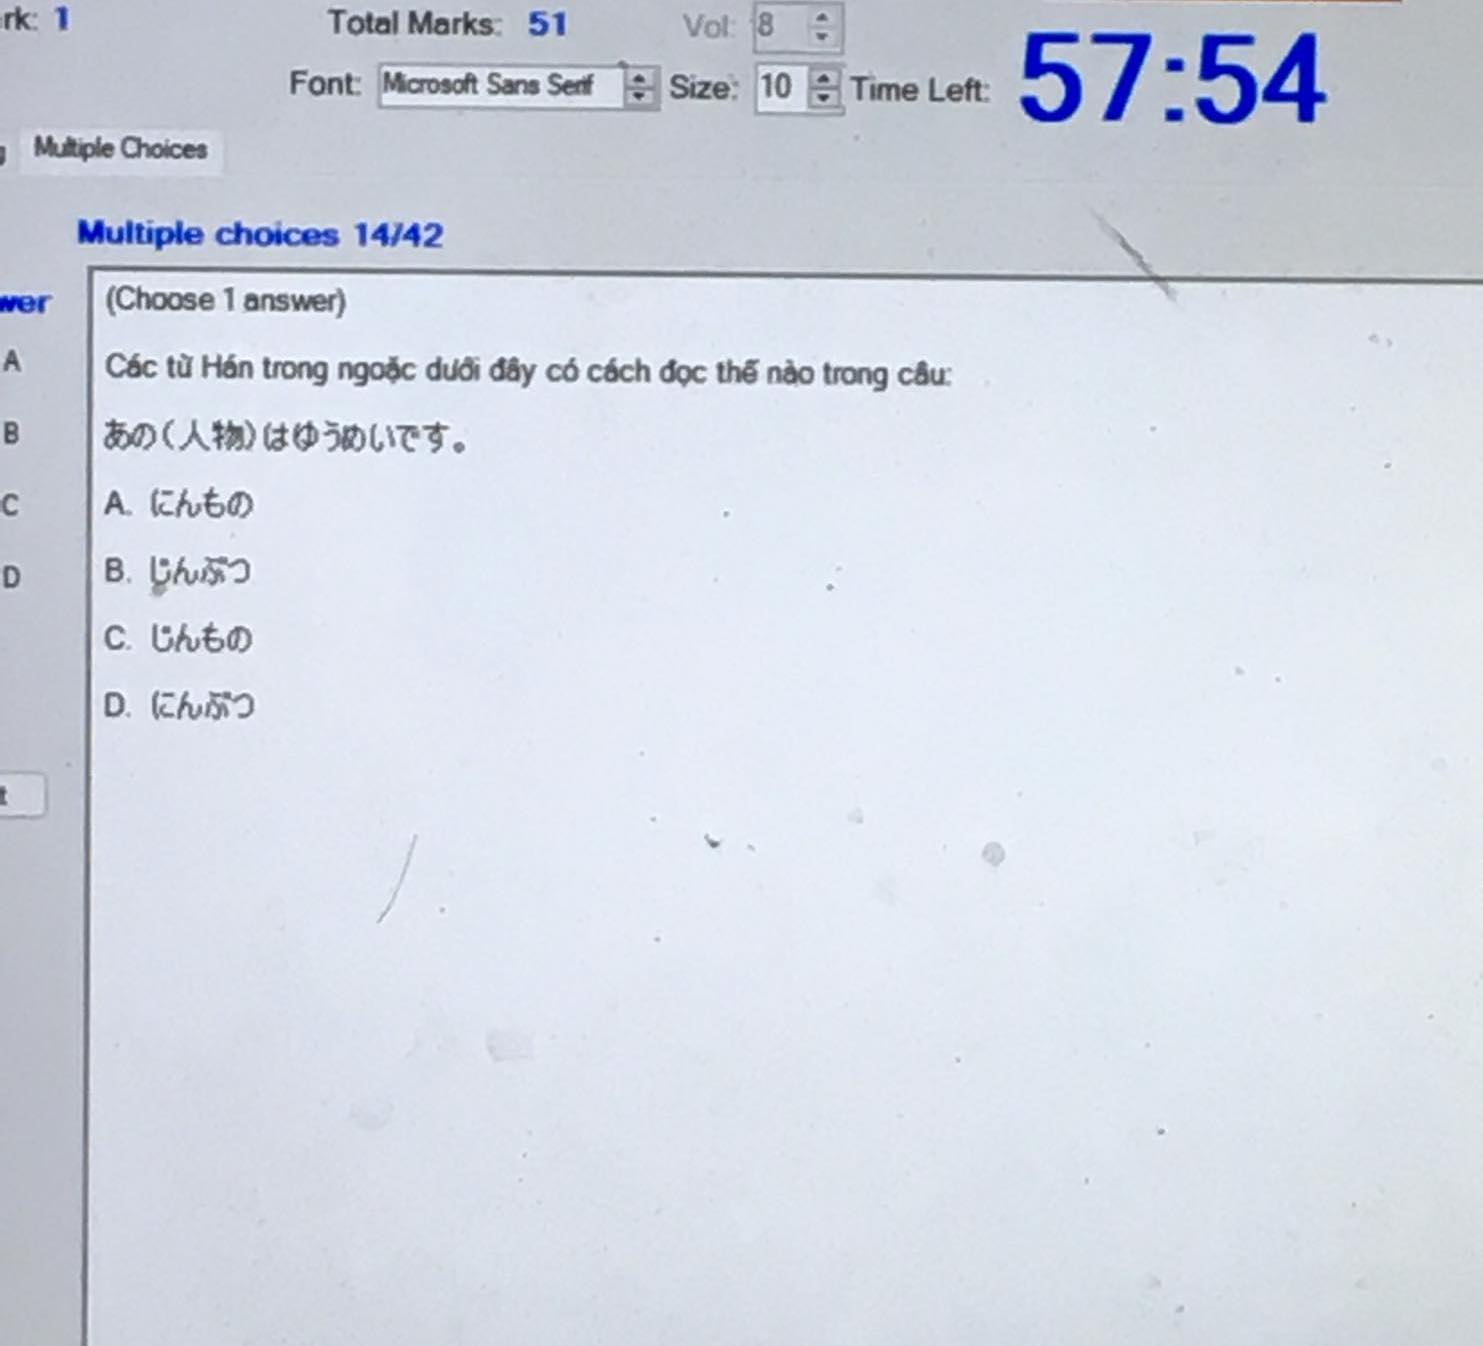 rk: 1
Total Marks: 51
Vol: 8
Font: Microsoft Sans Serif
Size: 10
Time Left: 57:54
Multiple Choices
Multiple choices 14/42
wer
A
B
C
D
(Choose 1 answer)
Các từ Hán trong ngoặc dưới đây có cách đọc thế nào trong câu:
あの（人物）はゆうめいです。
A. にんもの
B. じんぶつ
C. じんもの
D. にんぶつ
t